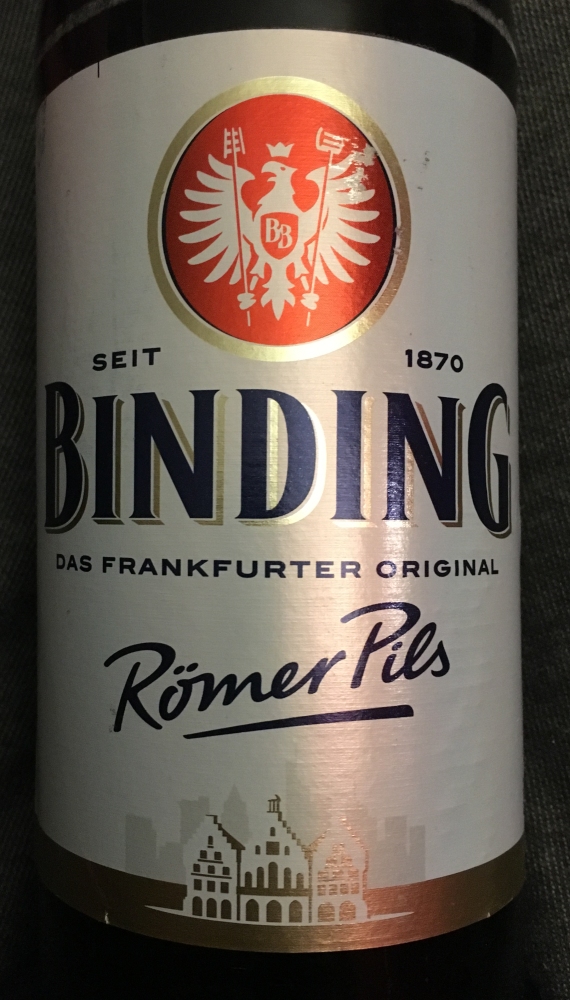 BB
SEIT 1870
BINDING
DAS FRANKFURTER ORIGINAL
Römer Pils